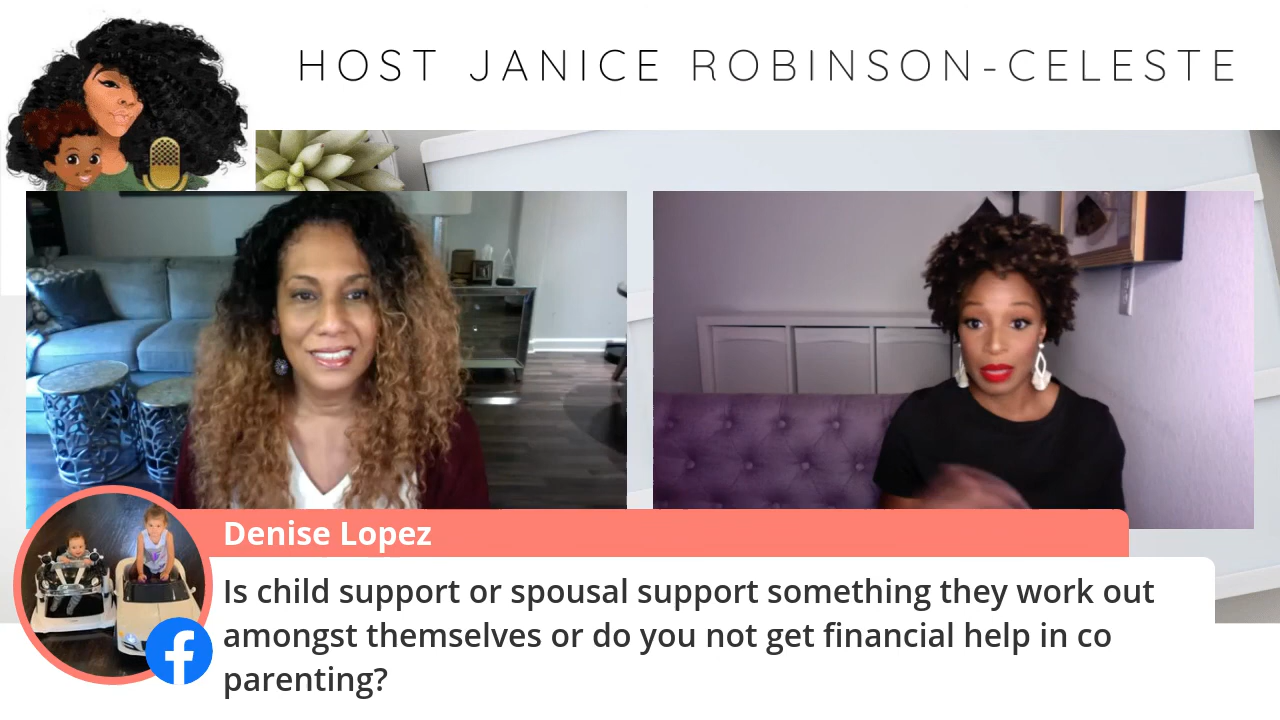 HOST JANICE ROBINSON-CELESTE
Denise Lopez
Is child support or spousal support something they work out
amongst themselves or do you not get financial help in co
parenting?